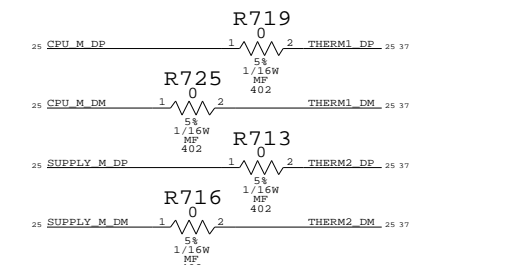 R719
0
25 CPU_M_DP 1 2 THERM1_DP 25 37
5%
1/16W
MF
402
R725
0
25 CPU_M_DM 1 2 THERM1_DM 25 37
5%
1/16W
MF
402
R713
0
25 SUPPLY_M_DP 1 2 THERM2_DP 25 37
5%
1/16W
MF
402
R716
0
25 SUPPLY_M_DM 1 2 THERM2_DM 25 37
5%
1/16W
MF